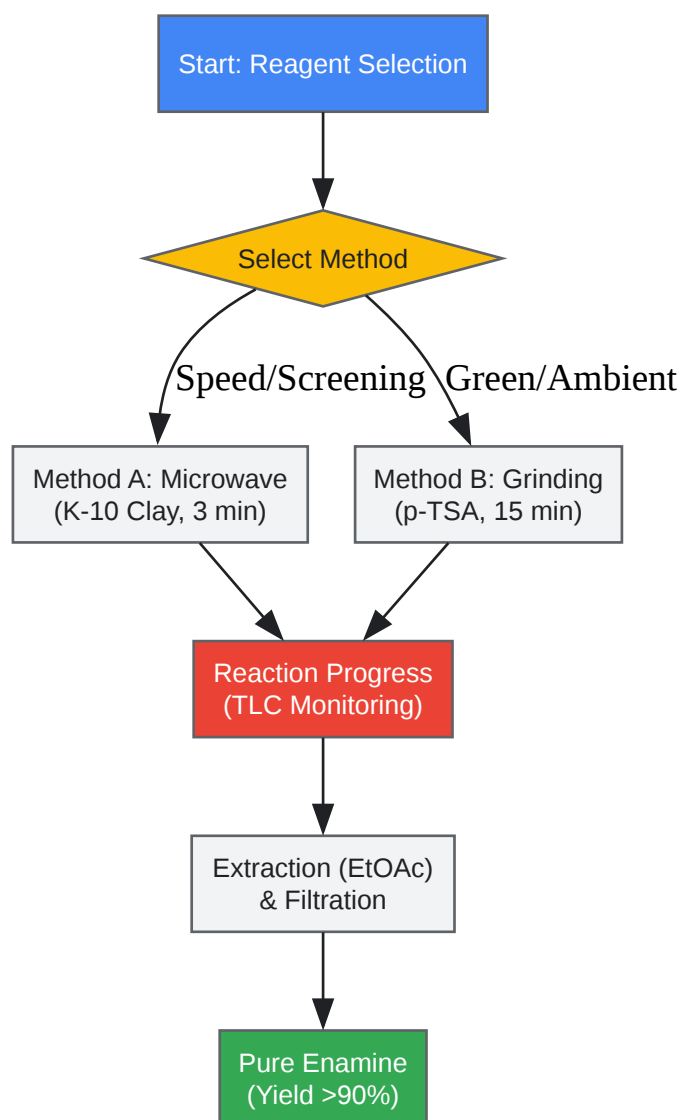 Start: Reagent Selection
Select Method
Speed/Screening
Green/Ambient
Method A: Microwave
(K-10 Clay, 3 min)
Method B: Grinding
(p-TSA, 15 min)
Reaction Progress
(TLC Monitoring)
Extraction (EtOAc)
& Filtration
Pure Enamine
(Yield >90%)